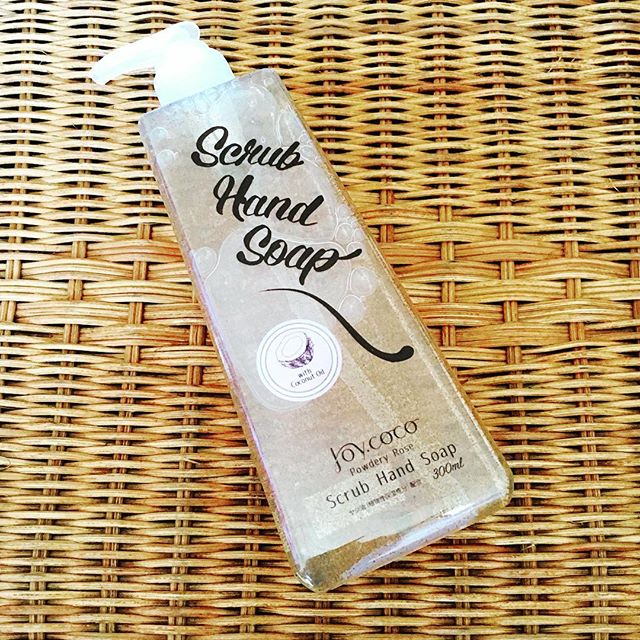 Scrub
Hand
Soap
with
Coconut Oil
Joy.coco
Powdery Rose
Scrub Hand Soap
300ml